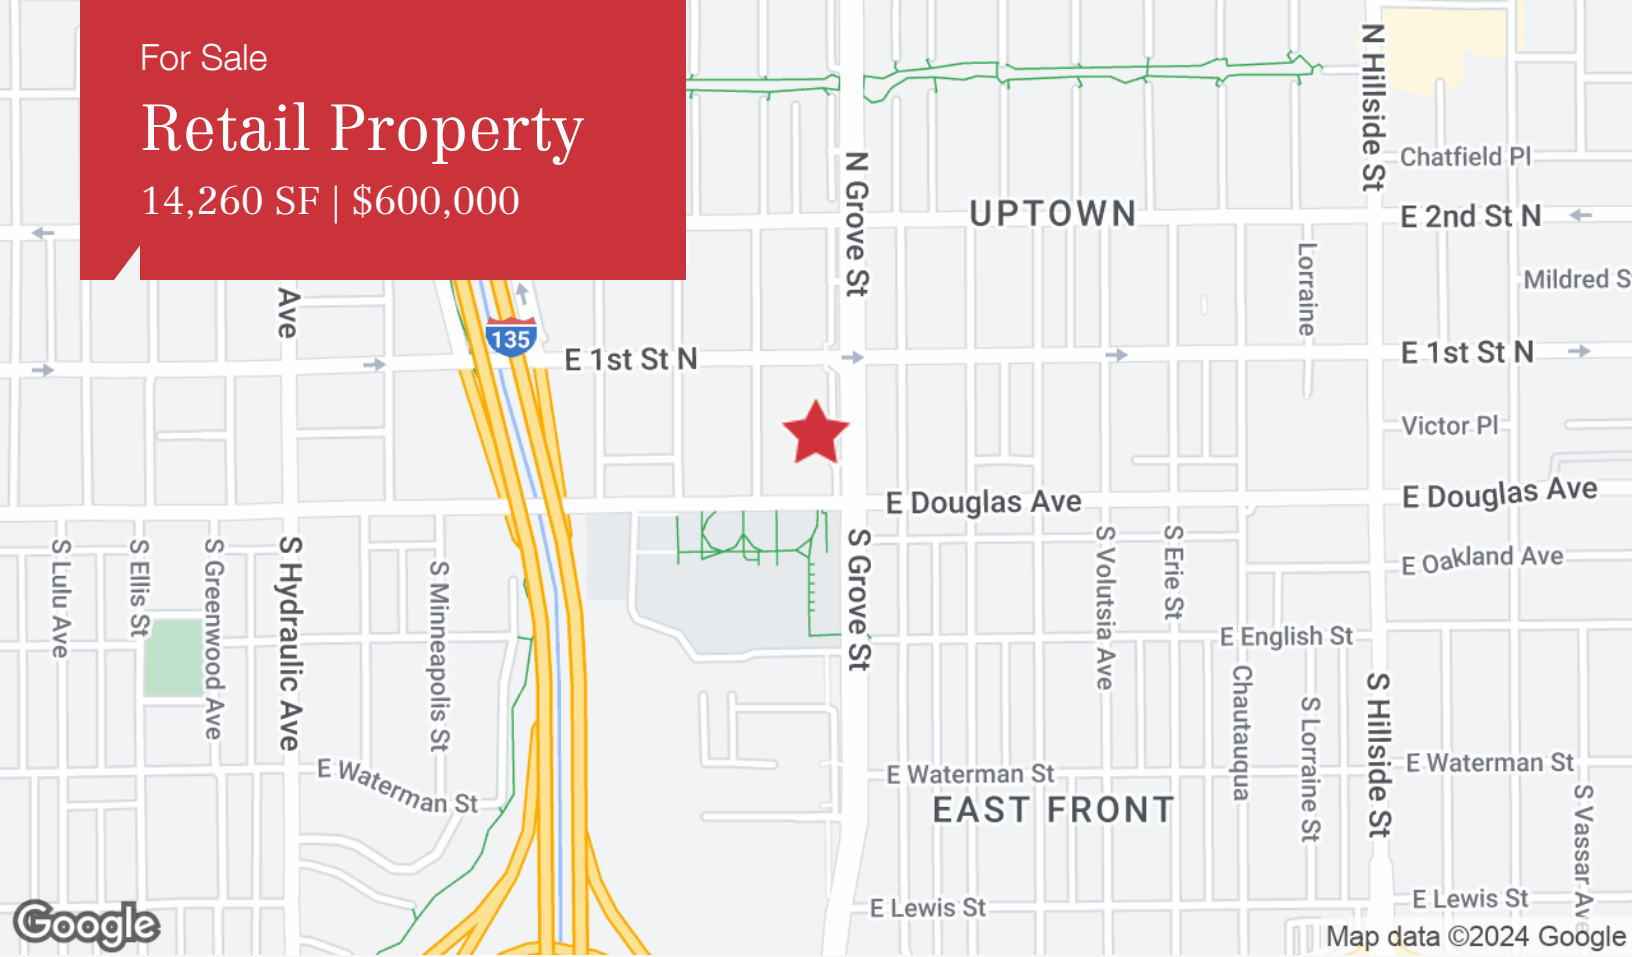 For Sale
Retail Property
14,260 SF | $600,000
N Hillside St
Chatfield Pl
N Grove St
UPTOWN
E 2nd St N
Lorraine
Mildred S
Ave
135
E 1st St N
E 1st St N
Victor Pl
E Douglas Ave
E Douglas Ave
S Lulu Ave
S Ellis St
S Greenwood Ave
S Hydraulic Ave
S Minneapolis St
S Grove St
S Volutsia Ave
S Erie St
E Oakland Ave
E English St
Chautauqua
S Lorraine St
S Hillside St
E Waterman St
E Waterman St
E Waterman St
EAST FRONT
S Vassar Ave
E Lewis St
E Lewis St
Google
Map data ©2024 Google